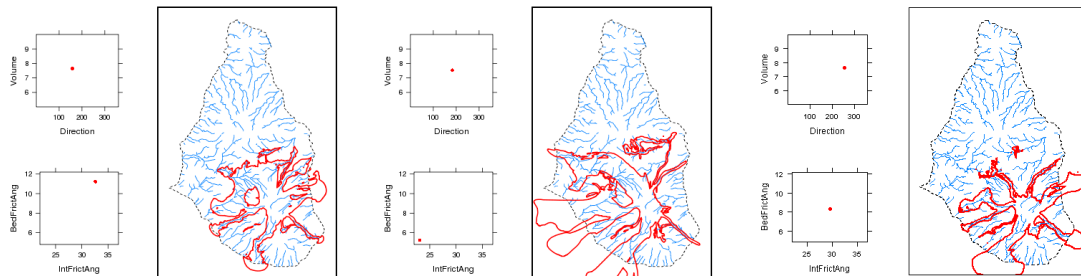 Volume
9
8
7
6
100 200 300
Direction
BedFrictAng
12
10
8
6
25 30 35
IntFrictAng
Volume
9
8
7
6
100 200 300
Direction
BedFrictAng
12
10
8
6
25 30 35
IntFrictAng
Volume
9
8
7
6
100 200 300
Direction
BedFrictAng
12
10
8
6
25 30 35
IntFrictAng